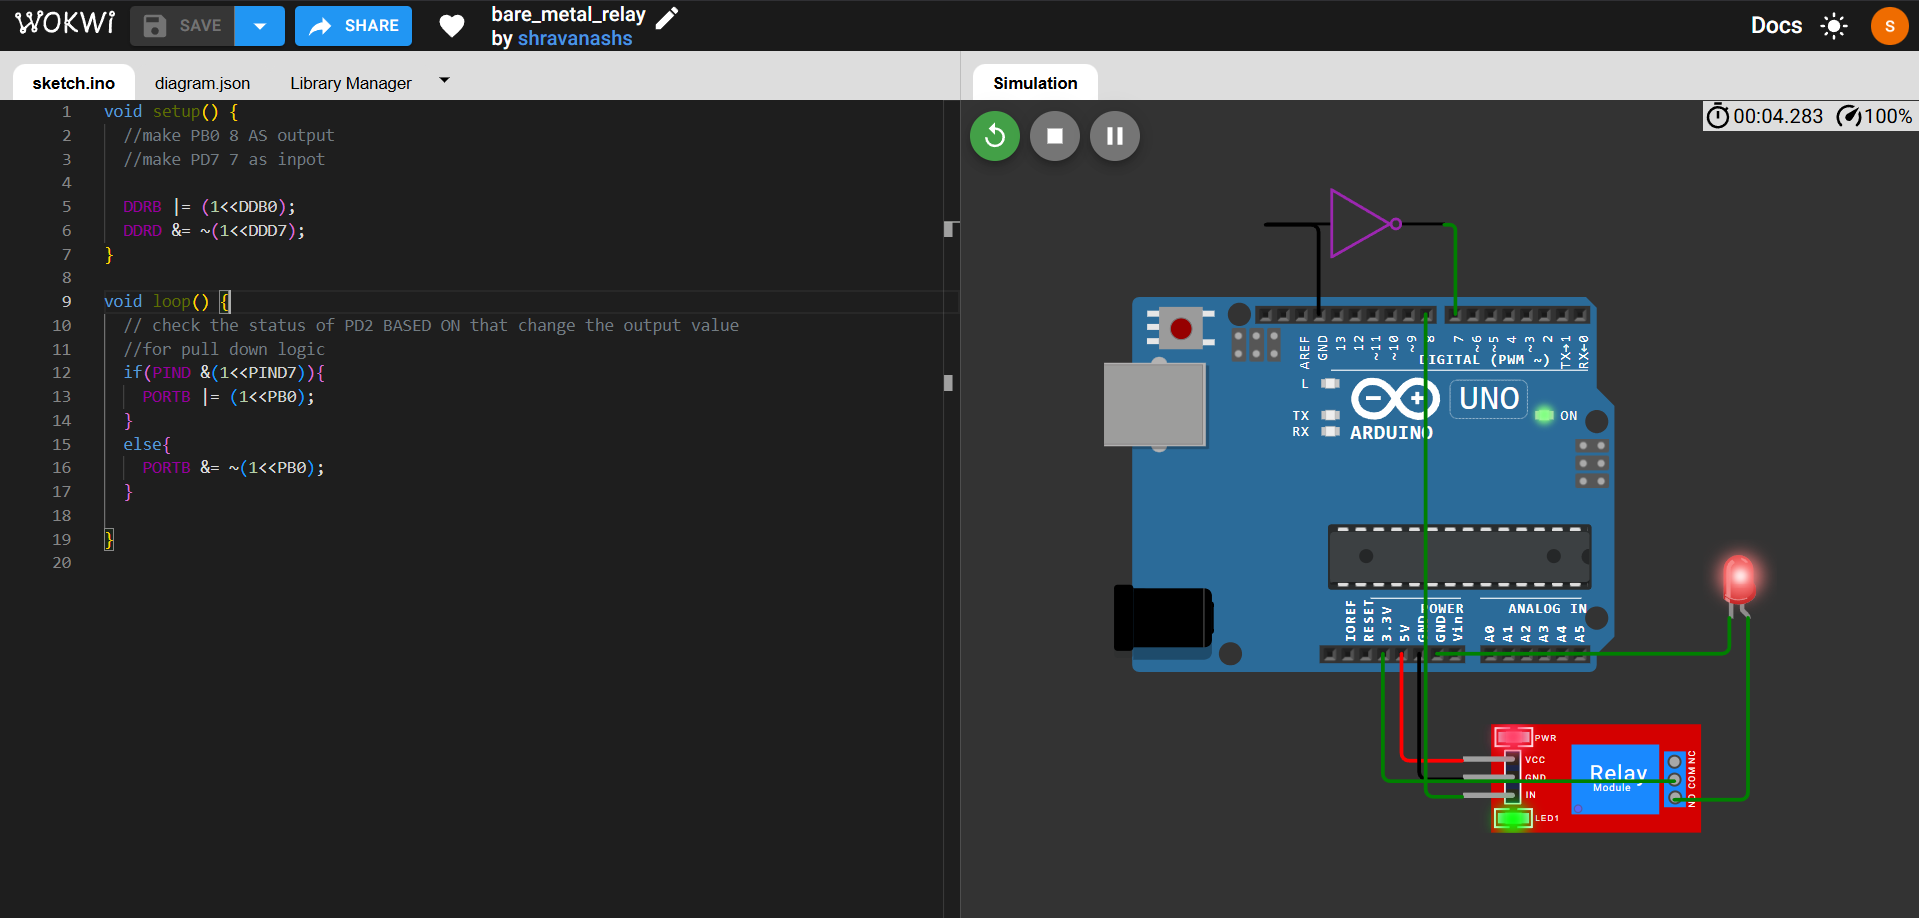 WOKWi
SAVE
SHARE
bare_metal_relay
by shravanashs
Docs
S
sketch.ino
diagram.json
Library Manager
Simulation
1 void setup() {
2 //make PB0 8 AS output
3 //make PD7 7 as inpot
4
5 DDRB |= (1<<DDB0);
6 DDRD &= ~(1<<DDD7);
7 }
8
9 void loop() {
10 // check the status of PD2 BASED ON that change the output value
11 //for pull down logic
12 if(PIND &(1<<PIND7)){
13 PORTB |= (1<<PB0);
14 }
15 else{
16 PORTB &= ~(1<<PB0);
17 }
18
19 }
20
00:04.283
100%
AREF
GND
13
12
~11
~10
~9
8
7
~6
~5
4
~3
2
TX→1
RX←0
DIGITAL (PWM ~)
L
TX
RX
UNO
ON
ARDUINO
IOREF
RESET
3.3V
5V
GND
GND
Vin
POWER
ANALOG IN
A0
A1
A2
A3
A4
A5
PWR
VCC
GND
IN
LED1
Relay
Module
NC
COM
NO